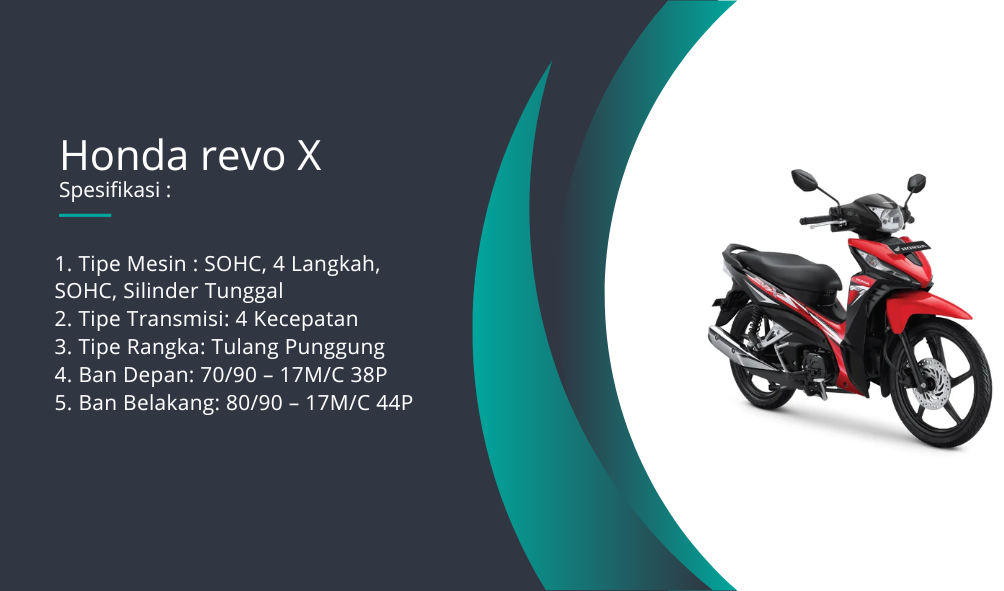 Honda revo X
Spesifikasi :
1. Tipe Mesin : SOHC, 4 Langkah,
SOHC, Silinder Tunggal
2. Tipe Transmisi: 4 Kecepatan
3. Tipe Rangka: Tulang Punggung
4. Ban Depan: 70/90 – 17M/C 38P
5. Ban Belakang: 80/90 – 17M/C 44P
HONDA